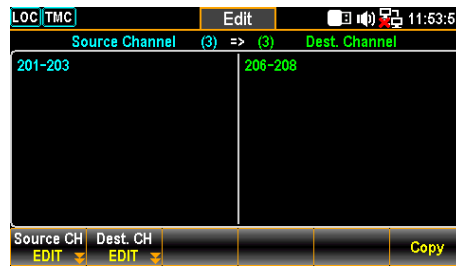 LOC TMC Edit 11:53:5
Source Channel (3) => (3) Dest. Channel
201-203 206-208
Source CH Dest. CH
EDIT EDIT Copy